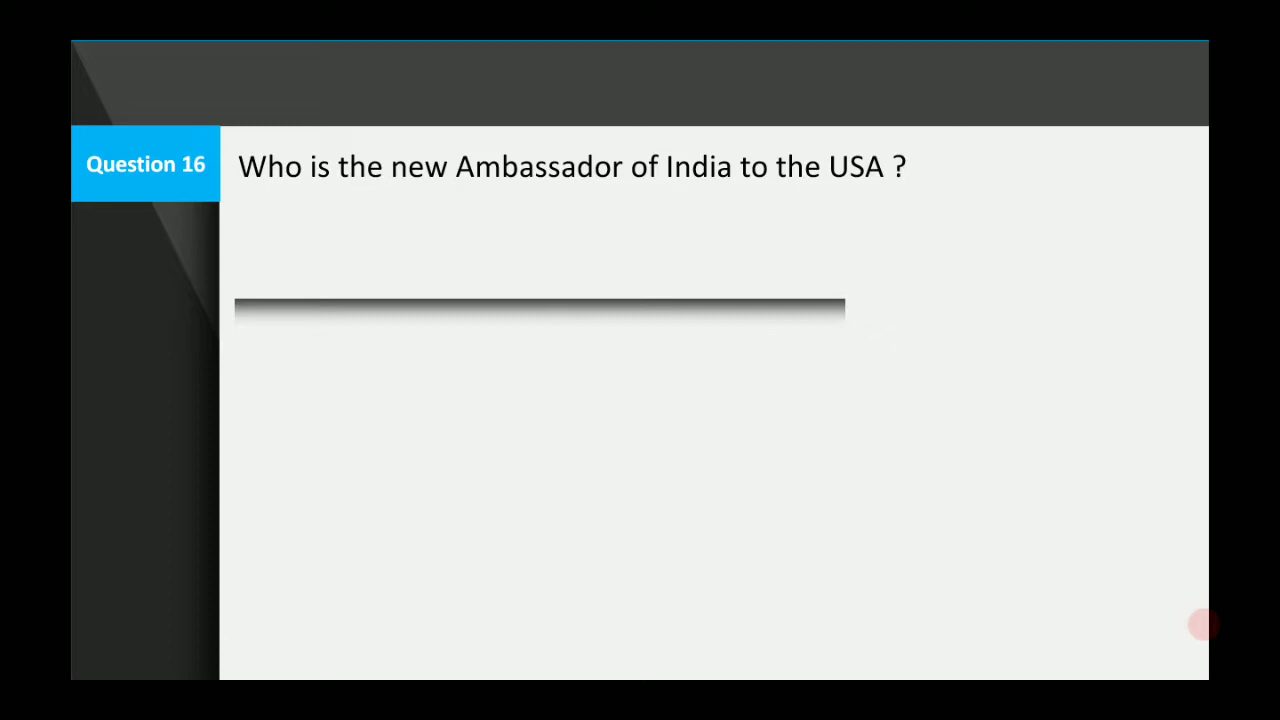 Question 16
Who is the new Ambassador of India to the USA ?